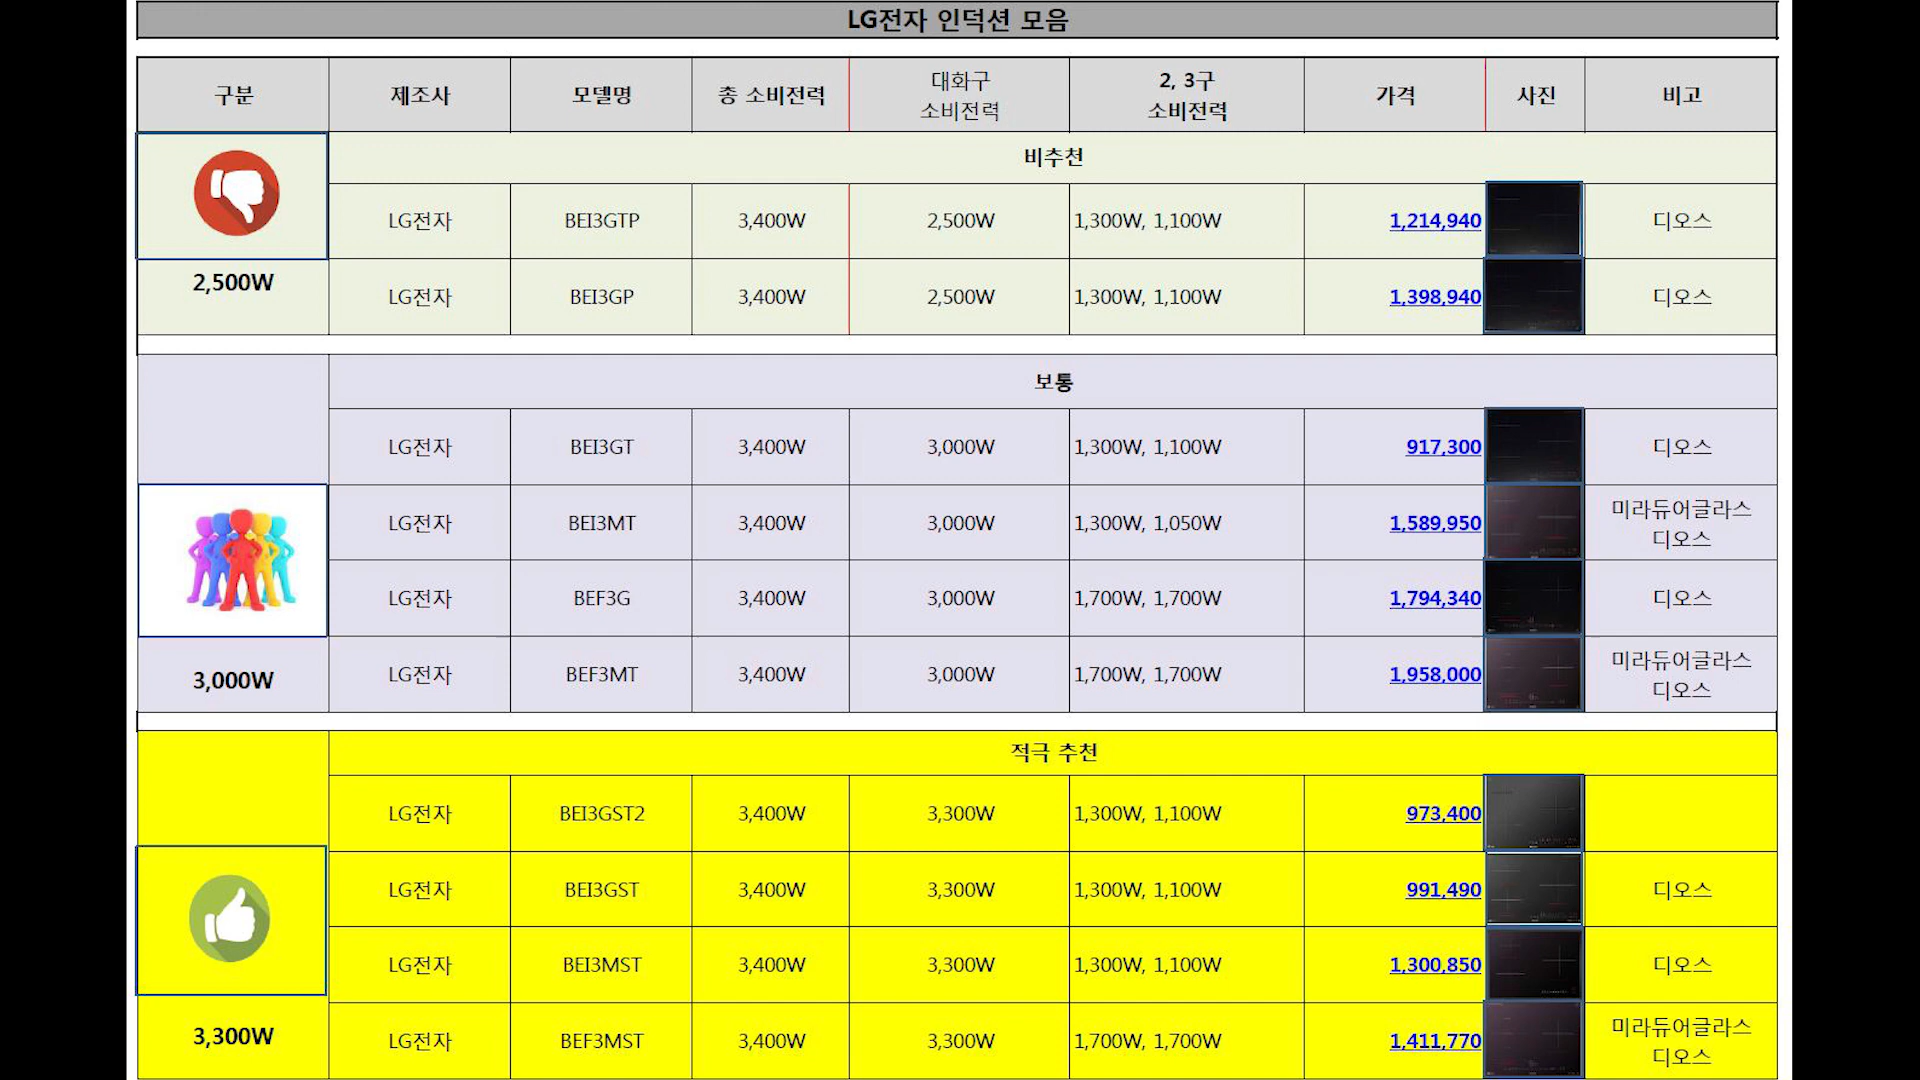 LG전자 인덕션 모음
구분 제조사 모델명 총 소비전력 대화구 소비전력 2, 3구 소비전력 가격 사진 비고
비추천
2,500W
LG전자 BEI3GTP 3,400W 2,500W 1,300W, 1,100W 1,214,940 디오스
LG전자 BEI3GP 3,400W 2,500W 1,300W, 1,100W 1,398,940 디오스
보통
3,000W
LG전자 BEI3GT 3,400W 3,000W 1,300W, 1,100W 917,300 디오스
LG전자 BEI3MT 3,400W 3,000W 1,300W, 1,050W 1,589,950 미라듀어글라스 디오스
LG전자 BEF3G 3,400W 3,000W 1,700W, 1,700W 1,794,340 디오스
LG전자 BEF3MT 3,400W 3,000W 1,700W, 1,700W 1,958,000 미라듀어글라스 디오스
적극 추천
3,300W
LG전자 BEI3GST2 3,400W 3,300W 1,300W, 1,100W 973,400
LG전자 BEI3GST 3,400W 3,300W 1,300W, 1,100W 991,490 디오스
LG전자 BEI3MST 3,400W 3,300W 1,300W, 1,100W 1,300,850 디오스
LG전자 BEF3MST 3,400W 3,300W 1,700W, 1,700W 1,411,770 미라듀어글라스 디오스